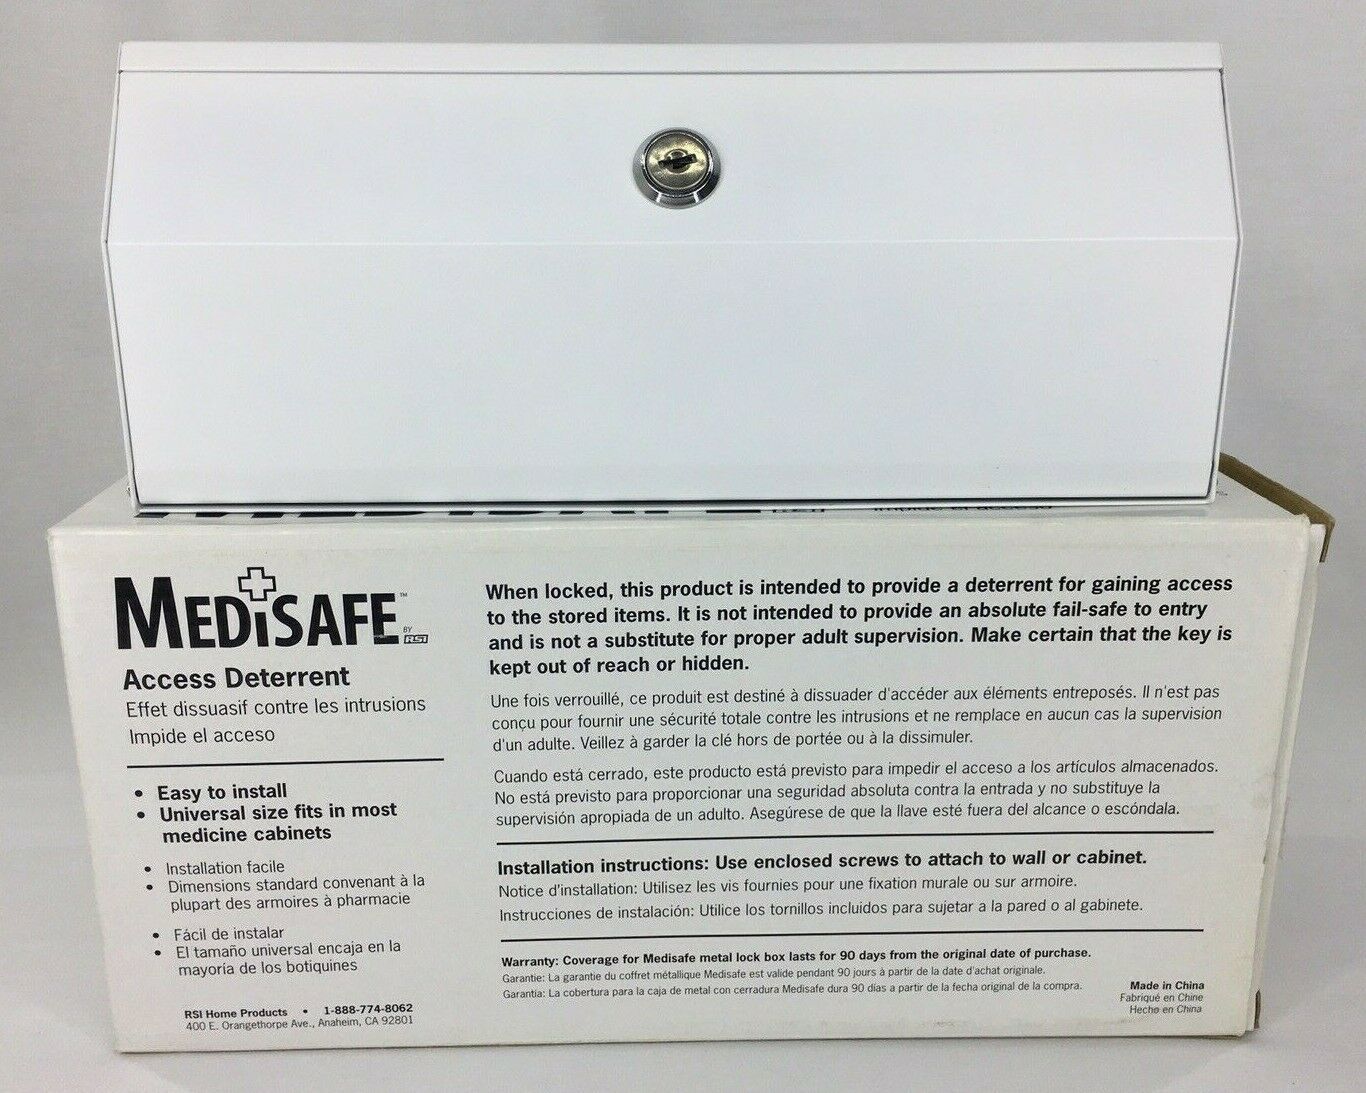 MEDiSAFE™ BY RSI
Access Deterrent
Effet dissuasif contre les intrusions
Impide el acceso
• Easy to install
• Universal size fits in most
medicine cabinets
• Installation facile
• Dimensions standard convenant à la
plupart des armoires à pharmacie
• Fácil de instalar
• El tamaño universal encaja en la
mayoría de los botiquines
RSI Home Products • 1-888-774-8062
400 E. Orangethorpe Ave., Anaheim, CA 92801
When locked, this product is intended to provide a deterrent for gaining access
to the stored items. It is not intended to provide an absolute fail-safe to entry
and is not a substitute for proper adult supervision. Make certain that the key is
kept out of reach or hidden.
Une fois verrouillé, ce produit est destiné à dissuader d'accéder aux éléments entreposés. Il n'est pas
conçu pour fournir une sécurité totale contre les intrusions et ne remplace en aucun cas la supervision
d'un adulte. Veillez à garder la clé hors de portée ou à la dissimuler.
Cuando está cerrado, este producto está previsto para impedir el acceso a los artículos almacenados.
No está previsto para proporcionar una seguridad absoluta contra la entrada y no substituye la
supervisión apropiada de un adulto. Asegúrese de que la llave esté fuera del alcance o escóndala.
Installation instructions: Use enclosed screws to attach to wall or cabinet.
Notice d'installation: Utilisez les vis fournies pour une fixation murale ou sur armoire.
Instrucciones de instalación: Utilice los tornillos incluidos para sujetar a la pared o al gabinete.
Warranty: Coverage for Medisafe metal lock box lasts for 90 days from the original date of purchase.
Garantie: La garantie du coffret métallique Medisafe est valide pendant 90 jours à partir de la date d'achat originale.
Garantia: La cobertura para la caja de metal con cerradura Medisafe dura 90 días a partir de la fecha original de la compra.
Made in China
Fabriqué en Chine
Hecho en China